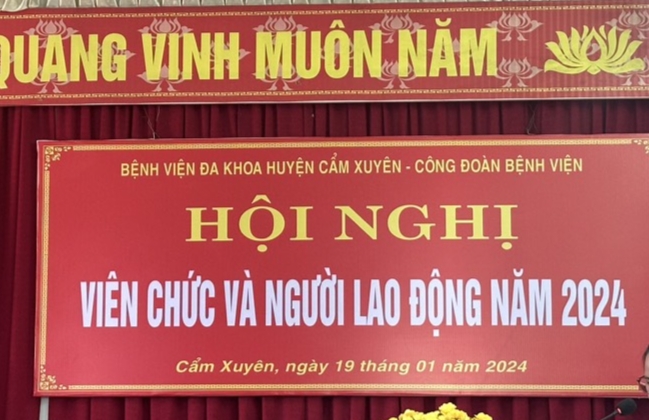 QUANG VINH MUÔN NĂM
BỆNH VIỆN ĐA KHOA HUYỆN CẨM XUYÊN - CÔNG ĐOÀN BỆNH VIỆN
HỘI NGHỊ
VIÊN CHỨC VÀ NGƯỜI LAO ĐỘNG NĂM 2024
Cẩm Xuyên, ngày 19 tháng 01 năm 2024